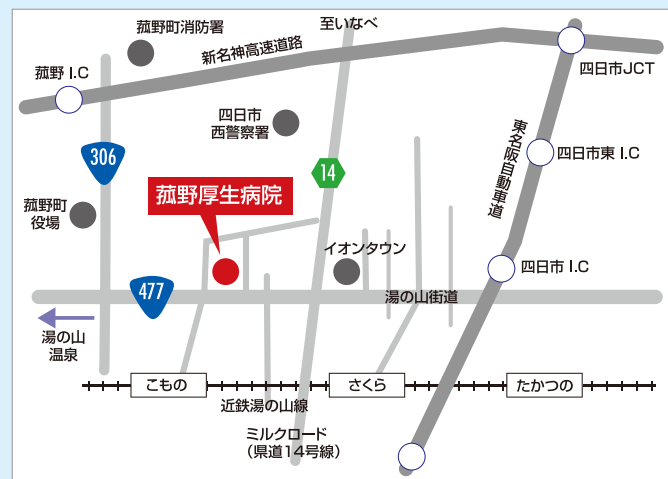 菰野町消防署
至いなべ
新名神高速道路
菰野 I.C
四日市JCT
四日市
西警察署
東名阪自動車道
四日市東 I.C
306
14
菰野厚生病院
菰野町
役場
イオンタウン
四日市 I.C
477
湯の山街道
湯の山
温泉
こもの
さくら
たかつの
近鉄湯の山線
ミルクロード
（県道14号線）